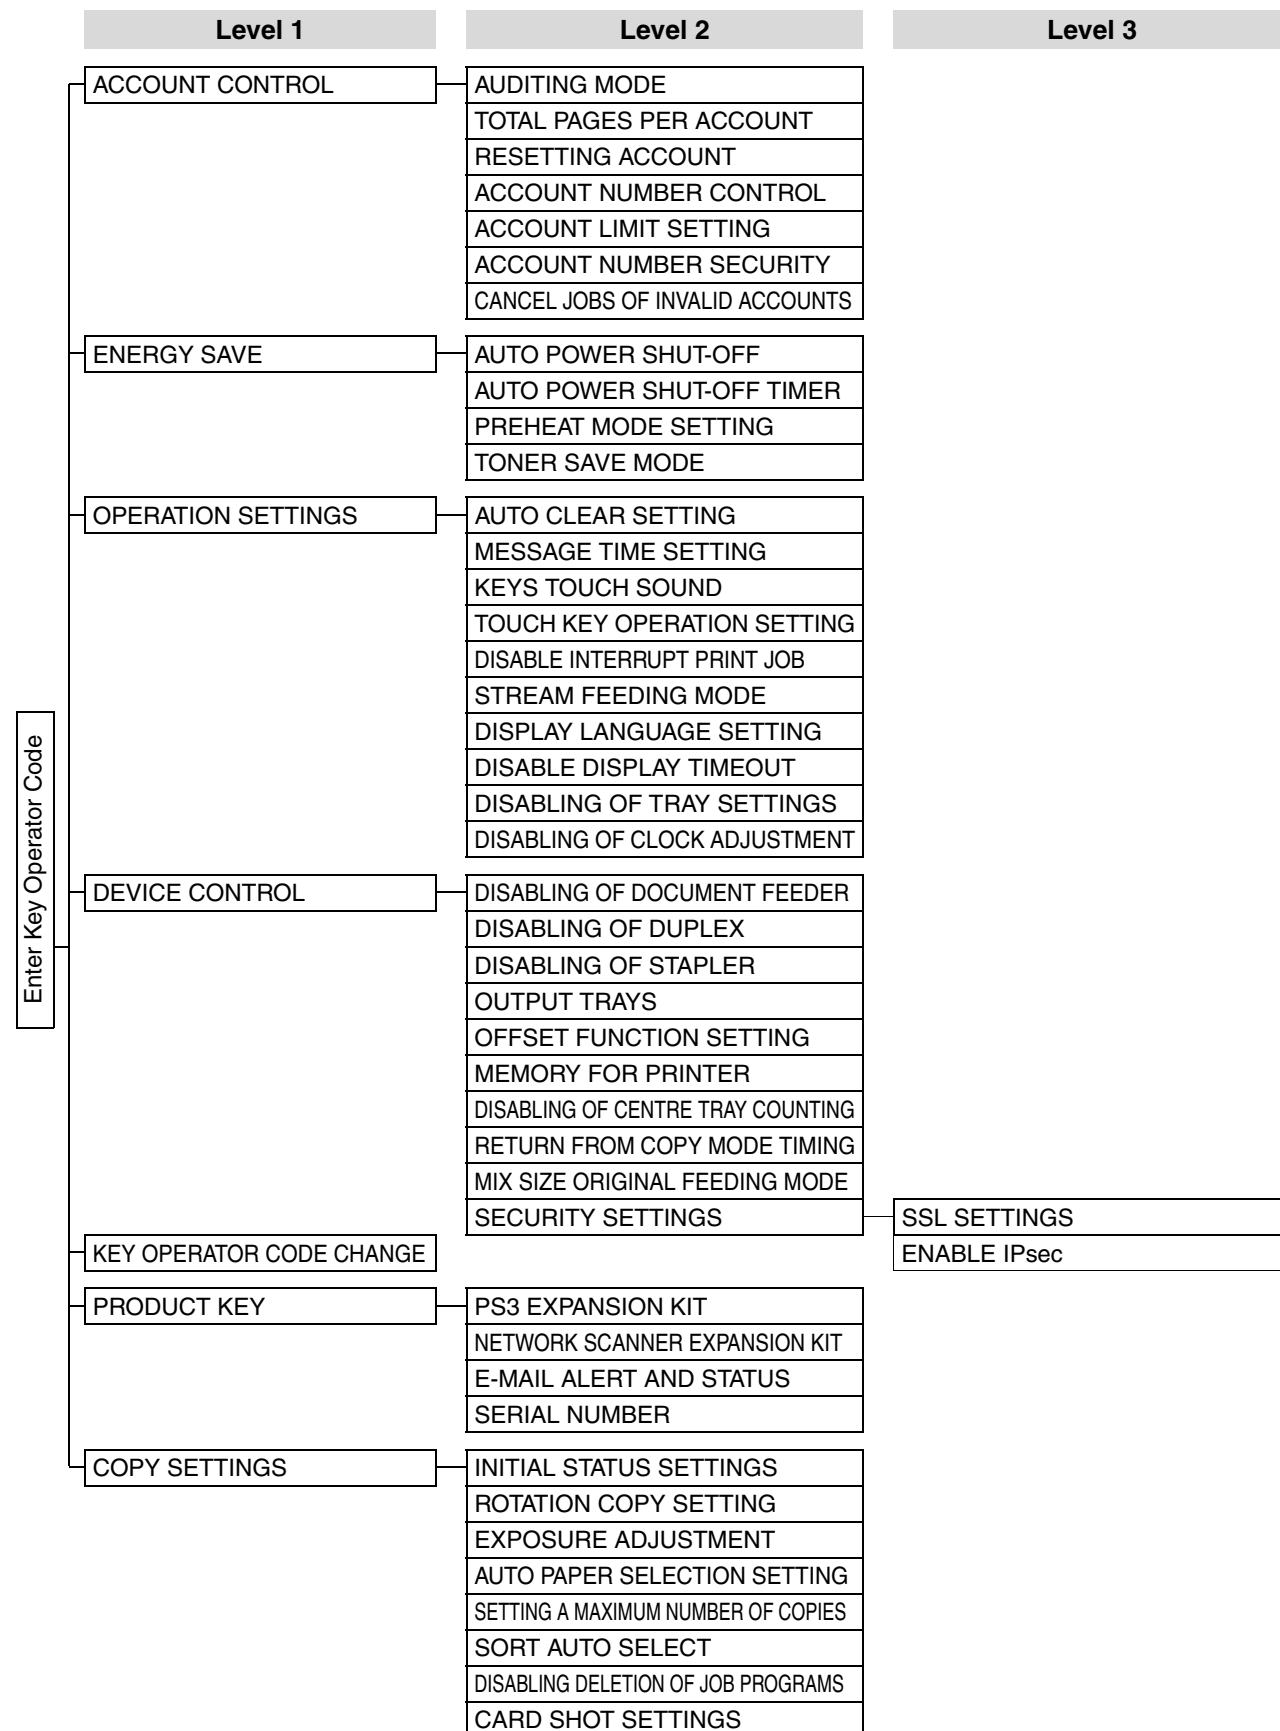 Level 1
Level 2
Level 3
Enter Key Operator Code
ACCOUNT CONTROL
AUDITING MODE
TOTAL PAGES PER ACCOUNT
RESETTING ACCOUNT
ACCOUNT NUMBER CONTROL
ACCOUNT LIMIT SETTING
ACCOUNT NUMBER SECURITY
CANCEL JOBS OF INVALID ACCOUNTS
ENERGY SAVE
AUTO POWER SHUT-OFF
AUTO POWER SHUT-OFF TIMER
PREHEAT MODE SETTING
TONER SAVE MODE
OPERATION SETTINGS
AUTO CLEAR SETTING
MESSAGE TIME SETTING
KEYS TOUCH SOUND
TOUCH KEY OPERATION SETTING
DISABLE INTERRUPT PRINT JOB
STREAM FEEDING MODE
DISPLAY LANGUAGE SETTING
DISABLE DISPLAY TIMEOUT
DISABLING OF TRAY SETTINGS
DISABLING OF CLOCK ADJUSTMENT
DEVICE CONTROL
DISABLING OF DOCUMENT FEEDER
DISABLING OF DUPLEX
DISABLING OF STAPLER
OUTPUT TRAYS
OFFSET FUNCTION SETTING
MEMORY FOR PRINTER
DISABLING OF CENTRE TRAY COUNTING
RETURN FROM COPY MODE TIMING
MIX SIZE ORIGINAL FEEDING MODE
SECURITY SETTINGS
SSL SETTINGS
ENABLE IPsec
KEY OPERATOR CODE CHANGE
PRODUCT KEY
PS3 EXPANSION KIT
NETWORK SCANNER EXPANSION KIT
E-MAIL ALERT AND STATUS
SERIAL NUMBER
COPY SETTINGS
INITIAL STATUS SETTINGS
ROTATION COPY SETTING
EXPOSURE ADJUSTMENT
AUTO PAPER SELECTION SETTING
SETTING A MAXIMUM NUMBER OF COPIES
SORT AUTO SELECT
DISABLING DELETION OF JOB PROGRAMS
CARD SHOT SETTINGS